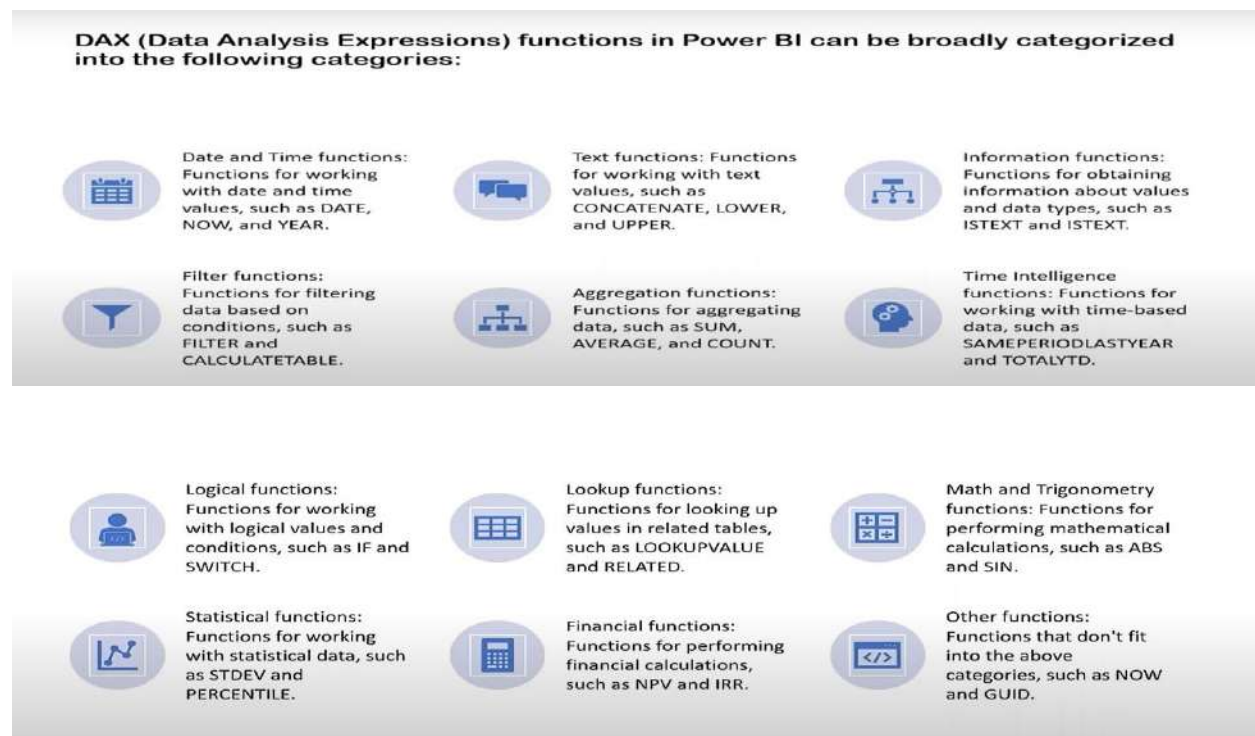 DAX (Data Analysis Expressions) functions in Power BI can be broadly categorized
into the following categories:
Date and Time functions:
Functions for working
with date and time
values, such as DATE,
NOW, and YEAR.
Text functions: Functions
for working with text
values, such as
CONCATENATE, LOWER,
and UPPER.
Information functions:
Functions for obtaining
information about values
and data types, such as
ISTEXT and ISTEXT.
Filter functions:
Functions for filtering
data based on
conditions, such as
FILTER and
CALCULATETABLE.
Aggregation functions:
Functions for aggregating
data, such as SUM,
AVERAGE, and COUNT.
Time Intelligence
functions: Functions for
working with time-based
data, such as
SAMEPERIODLASTYEAR
and TOTALYTD.
Logical functions:
Functions for working
with logical values and
conditions, such as IF and
SWITCH.
Lookup functions:
Functions for looking up
values in related tables,
such as LOOKUPVALUE
and RELATED.
Math and Trigonometry
functions: Functions for
performing mathematical
calculations, such as ABS
and SIN.
Statistical functions:
Functions for working
with statistical data, such
as STDEV and
PERCENTILE.
Financial functions:
Functions for performing
financial calculations,
such as NPV and IRR.
Other functions:
Functions that don't fit
into the above
categories, such as NOW
and GUID.